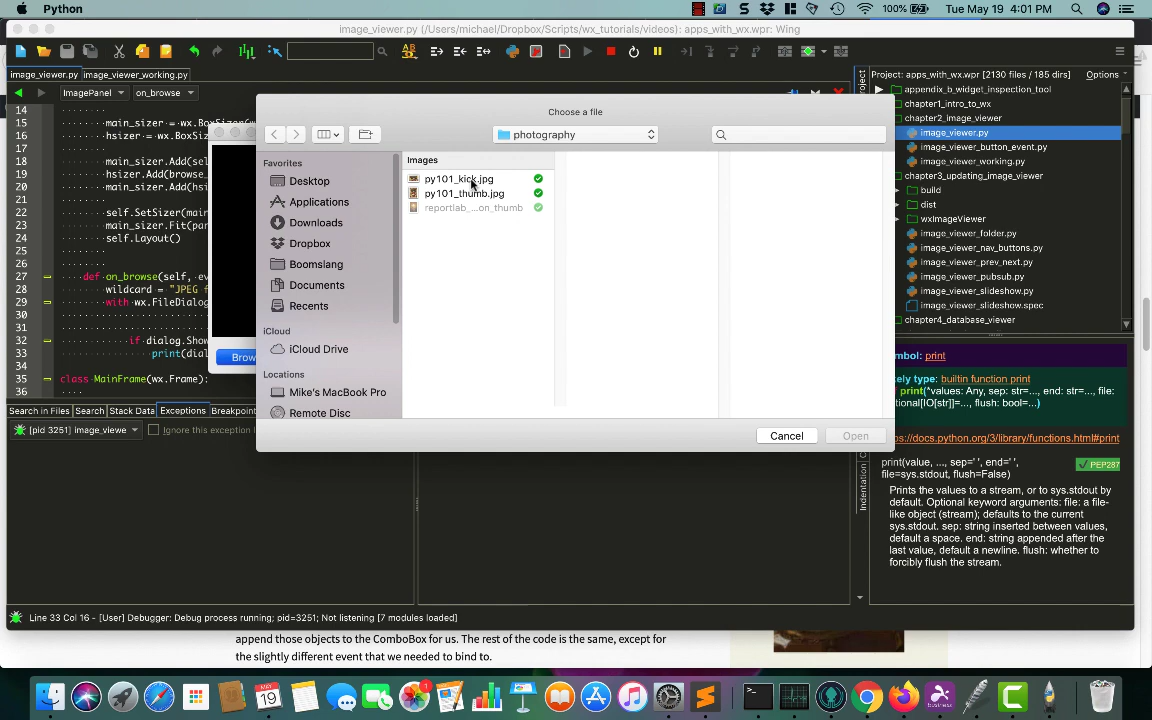 Python
100%
Tue May 19 4:01 PM
image_viewer.py (/Users/michael/Dropbox/Scripts/wx_tutorials/videos): apps_with_wx.wpr: Wing
image_viewer.py
image_viewer_working.py
ImagePanel
on_browse
Project: apps_with_wx.wpr [2130 files / 185 dirs]
Options
appendix_b_widget_inspection_tool
chapter1_intro_to_wx
chapter2_image_viewer
image_viewer.py
image_viewer_button_event.py
image_viewer_working.py
chapter3_updating_image_viewer
build
dist
wxImageViewer
image_viewer_folder.py
image_viewer_nav_buttons.py
image_viewer_prev_next.py
image_viewer_pubsub.py
image_viewer_slideshow.py
image_viewer_slideshow.spec
chapter4_database_viewer
14
15 main_sizer = wx.BoxSizer(w
16 hsizer = wx.BoxSiz
17
18 main_sizer.Add(sel
19 hsizer.Add(browse_
20 main_sizer.Add(hsi
21
22 self.SetSizer(main
23 main_sizer.Fit(par
24 self.Layout()
25
26
27 def on_browse(self, ev
28 wildcard = "JPEG f
29 with wx.FileDialog
30
31
32 if dialog.Show
33 print(dial
34
35 class MainFrame(wx.Frame):
36
Brow
Choose a file
photography
Favorites
Desktop
Applications
Downloads
Dropbox
Boomslang
Documents
Recents
iCloud
iCloud Drive
Locations
Mike's MacBook Pro
Remote Disc
Images
py101_kick.jpg
py101_thumb.jpg
reportlab_...on_thumb
Cancel
Open
Search in Files
Search
Stack Data
Exceptions
Breakpoint
[pid 3251] image_viewe
Ignore this exception l
Indentation
mbol: print
kely type: builtin function print
print(*values: Any, sep: str=..., end: str=..., file:
tional[IO[str]]=..., flush: bool=...)
ps://docs.python.org/3/library/functions.html#print
print(value, ..., sep=' ', end=' ',
file=sys.stdout, flush=False)
PEP287
Prints the values to a stream, or to sys.stdout by
default. Optional keyword arguments: file: a file-
like object (stream); defaults to the current
sys.stdout. sep: string inserted between values,
default a space. end: string appended after the
last value, default a newline. flush: whether to
forcibly flush the stream.
Line 33 Col 16 - [User] Debugger: Debug process running; pid=3251; Not listening [7 modules loaded]
append those objects to the ComboBox for us. The rest of the code is the same, except for
the slightly different event that we needed to bind to.
MAY
19
1
business